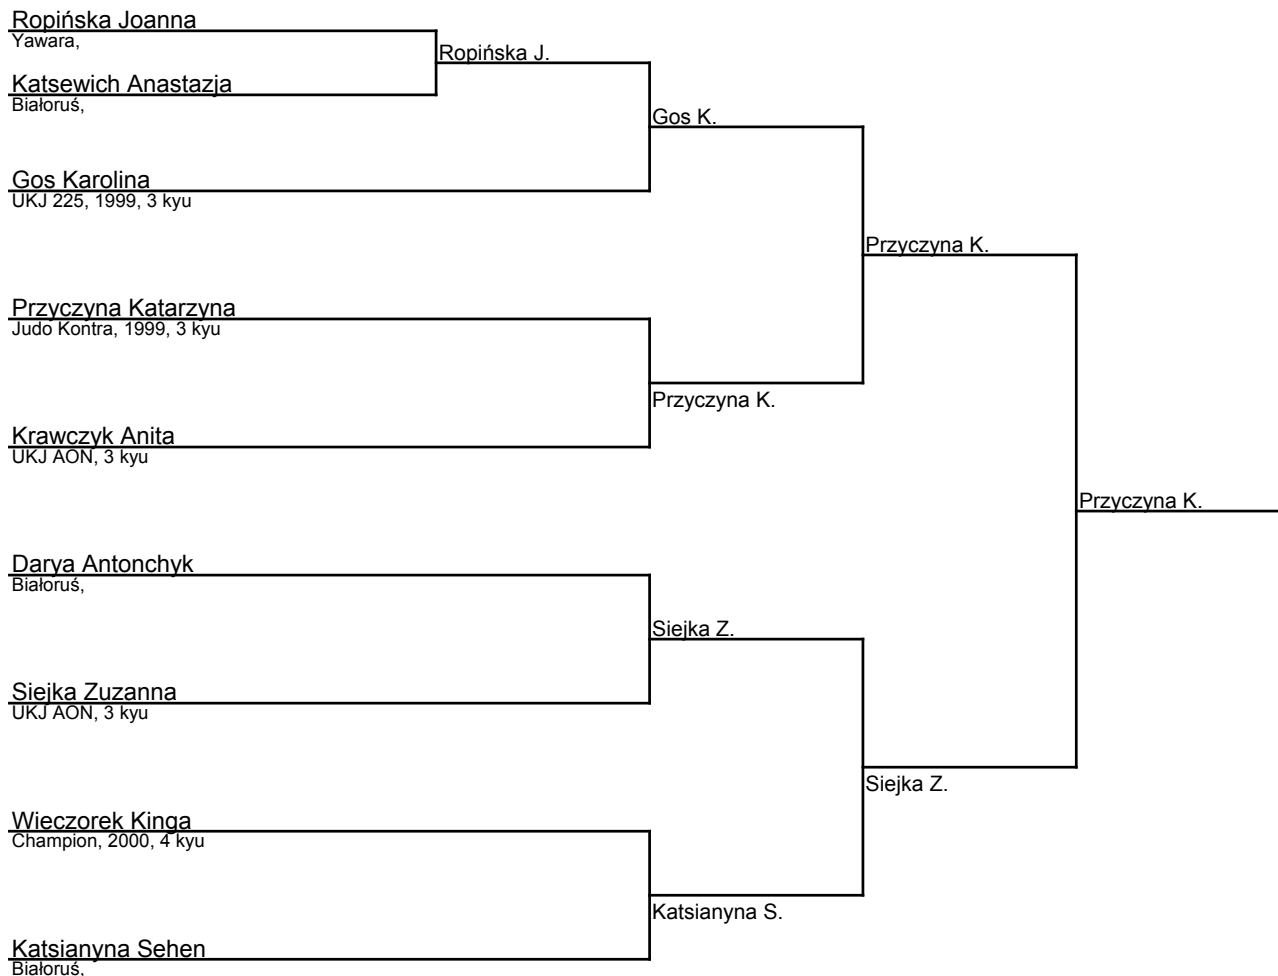 Ropińska Joanna
Yawara,
Ropińska J.
Katsewich Anastazja
Białoruś,
Gos K.
Gos Karolina
UKJ 225, 1999, 3 kyu
Przyczyna K.
Przyczyna Katarzyna
Judo Kontra, 1999, 3 kyu
Przyczyna K.
Krawczyk Anita
UKJ AON, 3 kyu
Przyczyna K.
Darya Antonchyk
Białoruś,
Siejka Z.
Siejka Zuzanna
UKJ AON, 3 kyu
Siejka Z.
Wieczorek Kinga
Champion, 2000, 4 kyu
Katsianyna S.
Katsianyna Sehen
Białoruś,